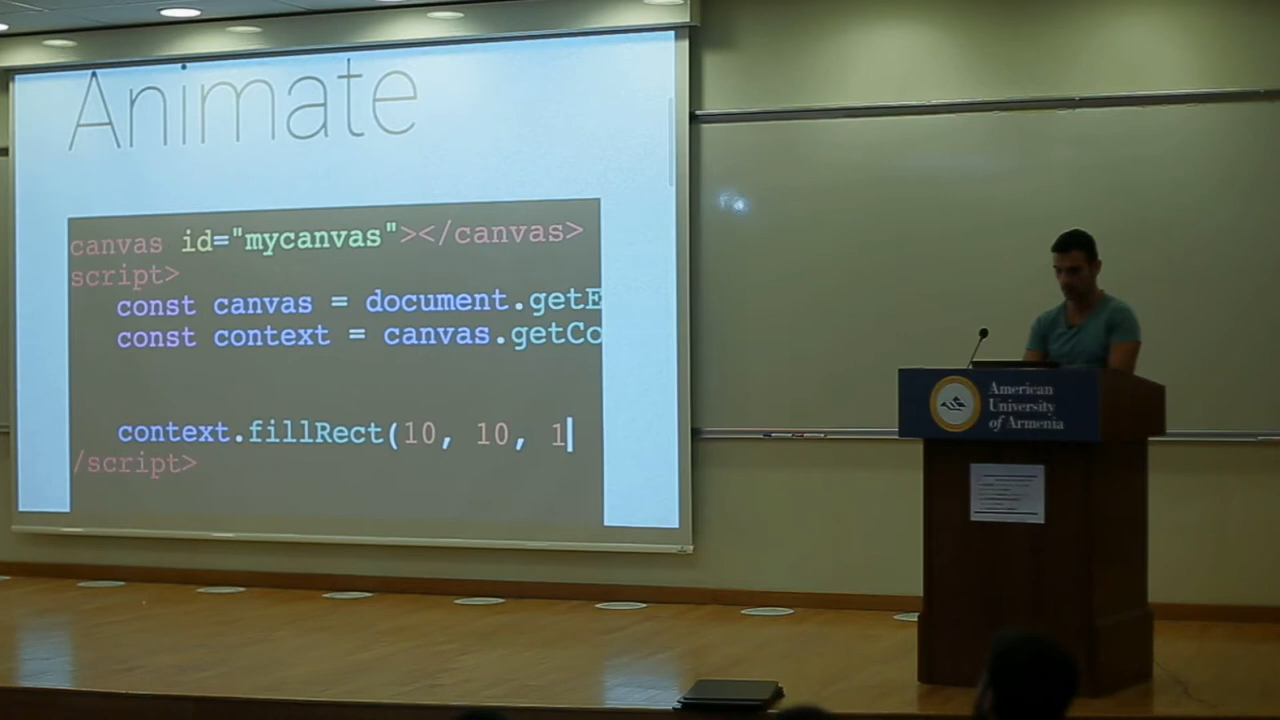 Animate
canvas id="mycanvas"></canvas>
script>
const canvas = document.getE
const context = canvas.getCo
context.fillRect(10, 10, 1
/script>
American
University
of Armenia